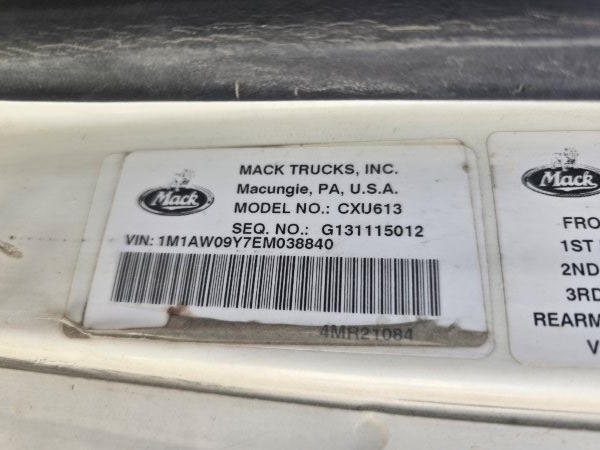 Mack
MACK TRUCKS, INC.
Macungie, PA, U.S.A.
MODEL NO.: CXU613
SEQ. NO.: G131115012
VIN: 1M1AW09Y7EM038840
4MR21084
Mack
FRO
1ST
2ND
3RD
REARM
V